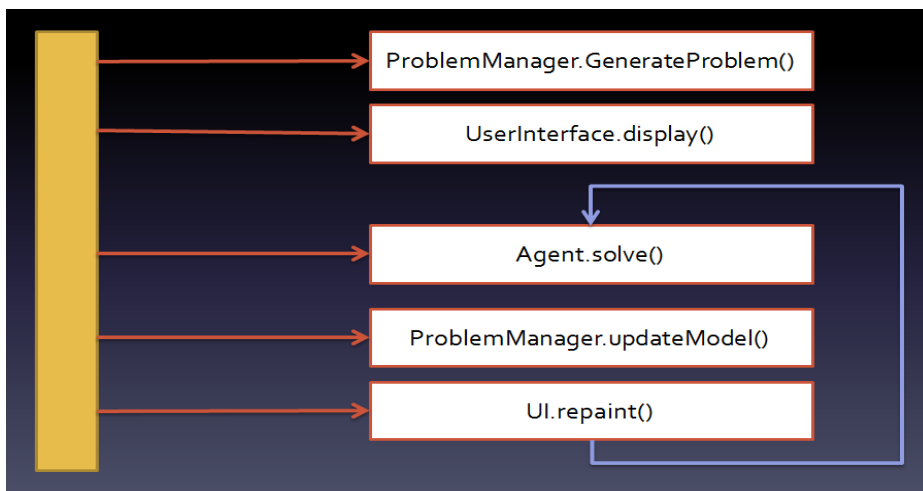 ProblemManager.GenerateProblem()
UserInterface.display()
Agent.solve()
ProblemManager.updateModel()
UI.repaint()